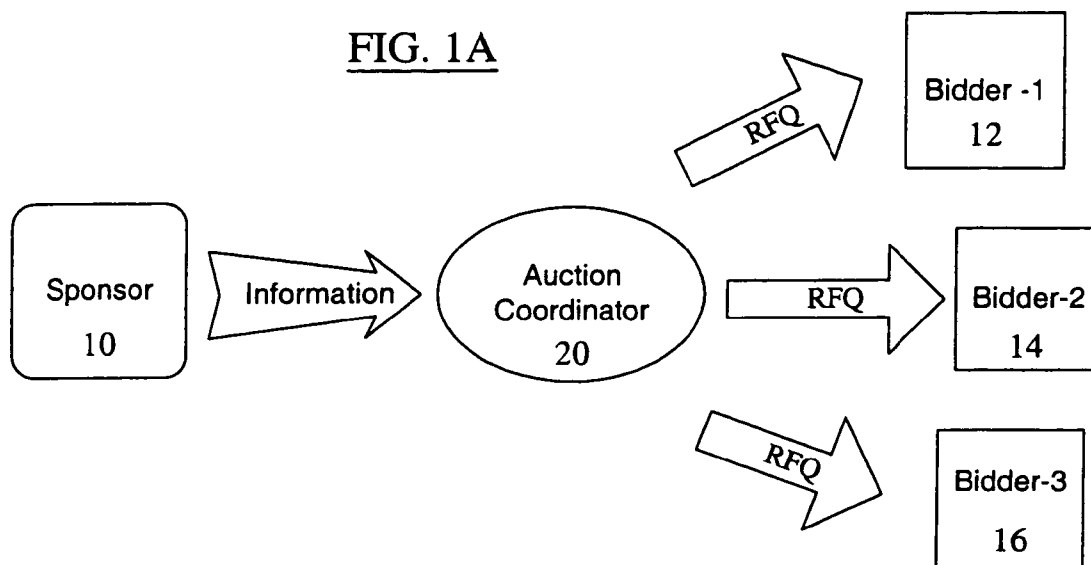 FIG. 1A
Sponsor
10
Information
Auction
Coordinator
20
RFQ
Bidder -1
12
RFQ
Bidder-2
14
RFQ
Bidder-3
16